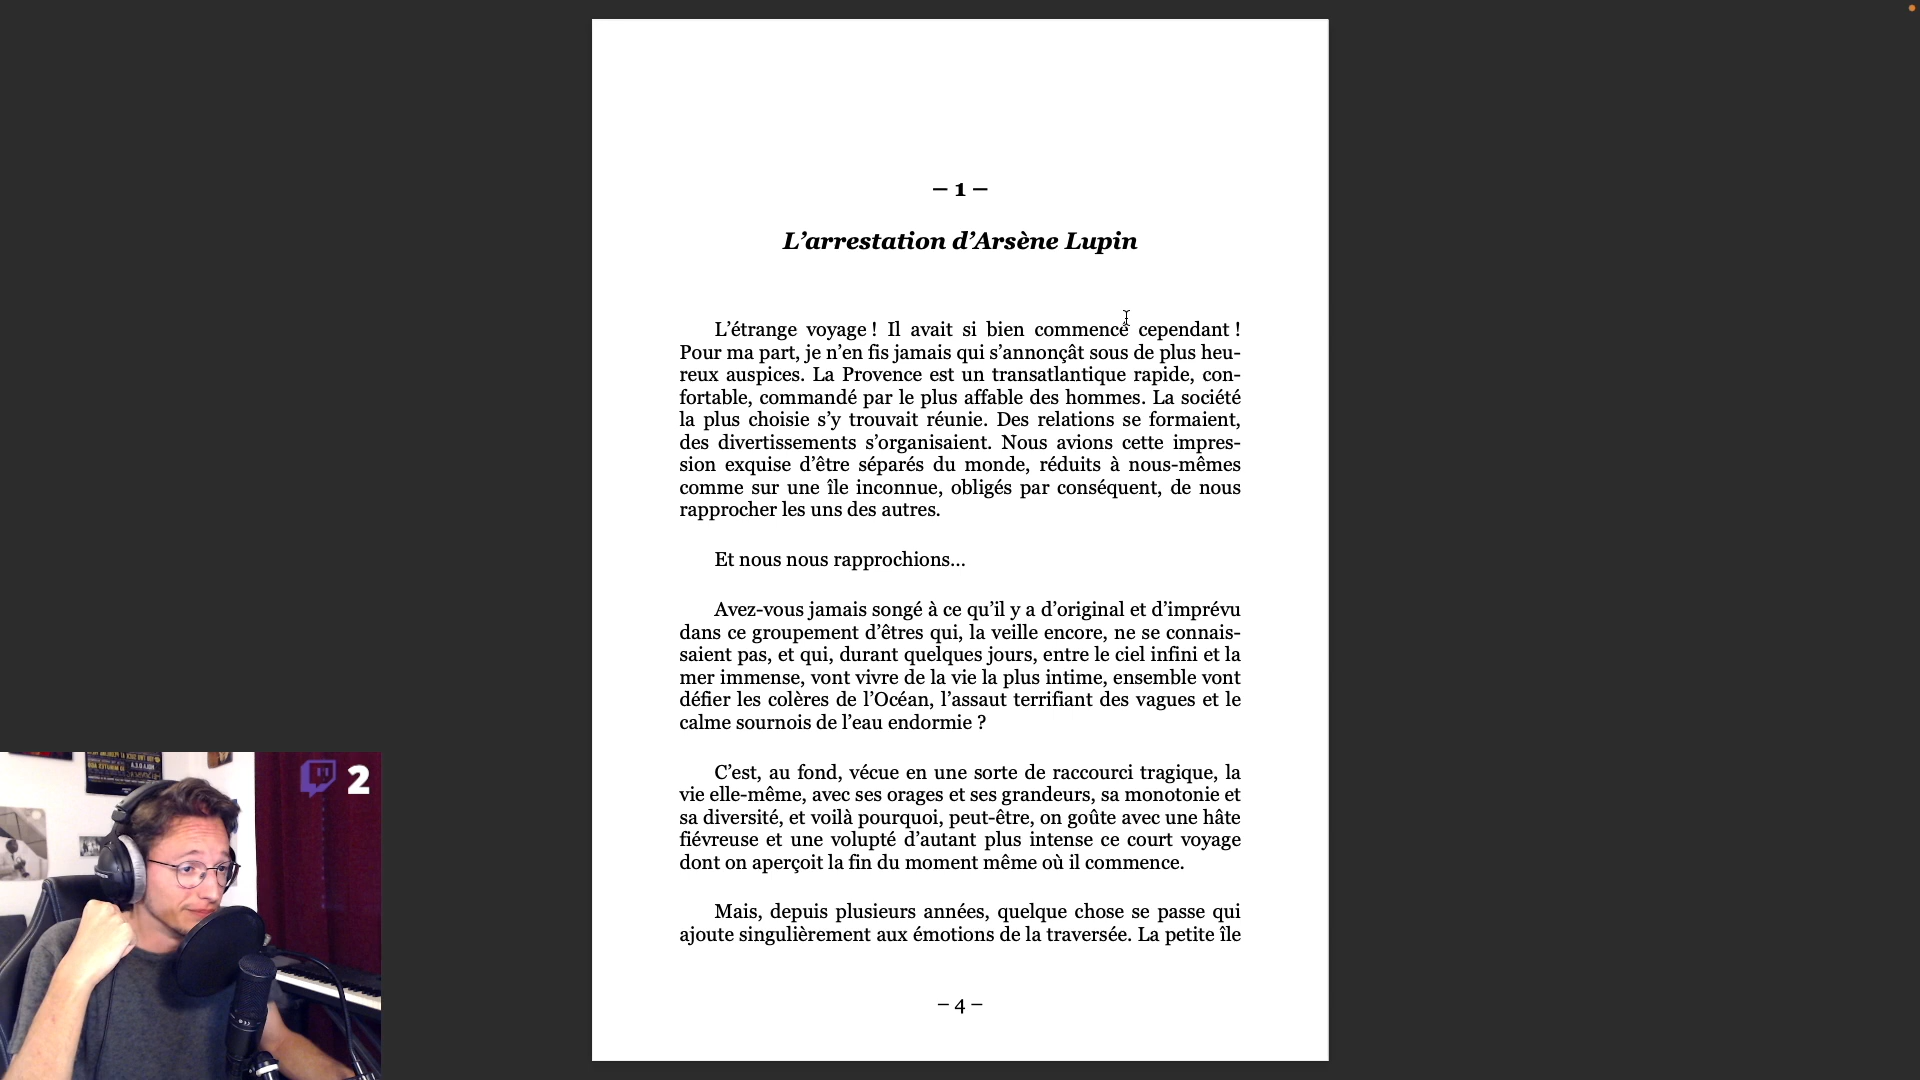 – 1 –
L’arrestation d’Arsène Lupin
L’étrange voyage ! Il avait si bien commencé cependant !
Pour ma part, je n’en fis jamais qui s’annonçât sous de plus heu-
reux auspices. La Provence est un transatlantique rapide, con-
fortable, commandé par le plus affable des hommes. La société
la plus choisie s’y trouvait réunie. Des relations se formaient,
des divertissements s’organisaient. Nous avions cette impres-
sion exquise d’être séparés du monde, réduits à nous-mêmes
comme sur une île inconnue, obligés par conséquent, de nous
rapprocher les uns des autres.
Et nous nous rapprochions…
Avez-vous jamais songé à ce qu’il y a d’original et d’imprévu
dans ce groupement d’êtres qui, la veille encore, ne se connais-
saient pas, et qui, durant quelques jours, entre le ciel infini et la
mer immense, vont vivre de la vie la plus intime, ensemble vont
défier les colères de l’Océan, l’assaut terrifiant des vagues et le
calme sournois de l’eau endormie ?
C’est, au fond, vécue en une sorte de raccourci tragique, la
vie elle-même, avec ses orages et ses grandeurs, sa monotonie et
sa diversité, et voilà pourquoi, peut-être, on goûte avec une hâte
fiévreuse et une volupté d’autant plus intense ce court voyage
dont on aperçoit la fin du moment même où il commence.
Mais, depuis plusieurs années, quelque chose se passe qui
ajoute singulièrement aux émotions de la traversée. La petite île
– 4 –
2